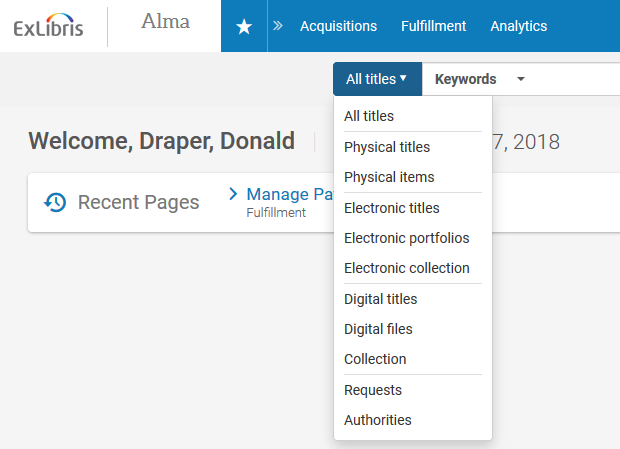 ExLibris Alma Acquisitions Fulfillment Analytics
All titles Keywords
All titles
Welcome, Draper, Donald 7, 2018
Physical titles
Physical items
Recent Pages Manage Pa
Fulfillment
Electronic titles
Electronic portfolios
Electronic collection
Digital titles
Digital files
Collection
Requests
Authorities